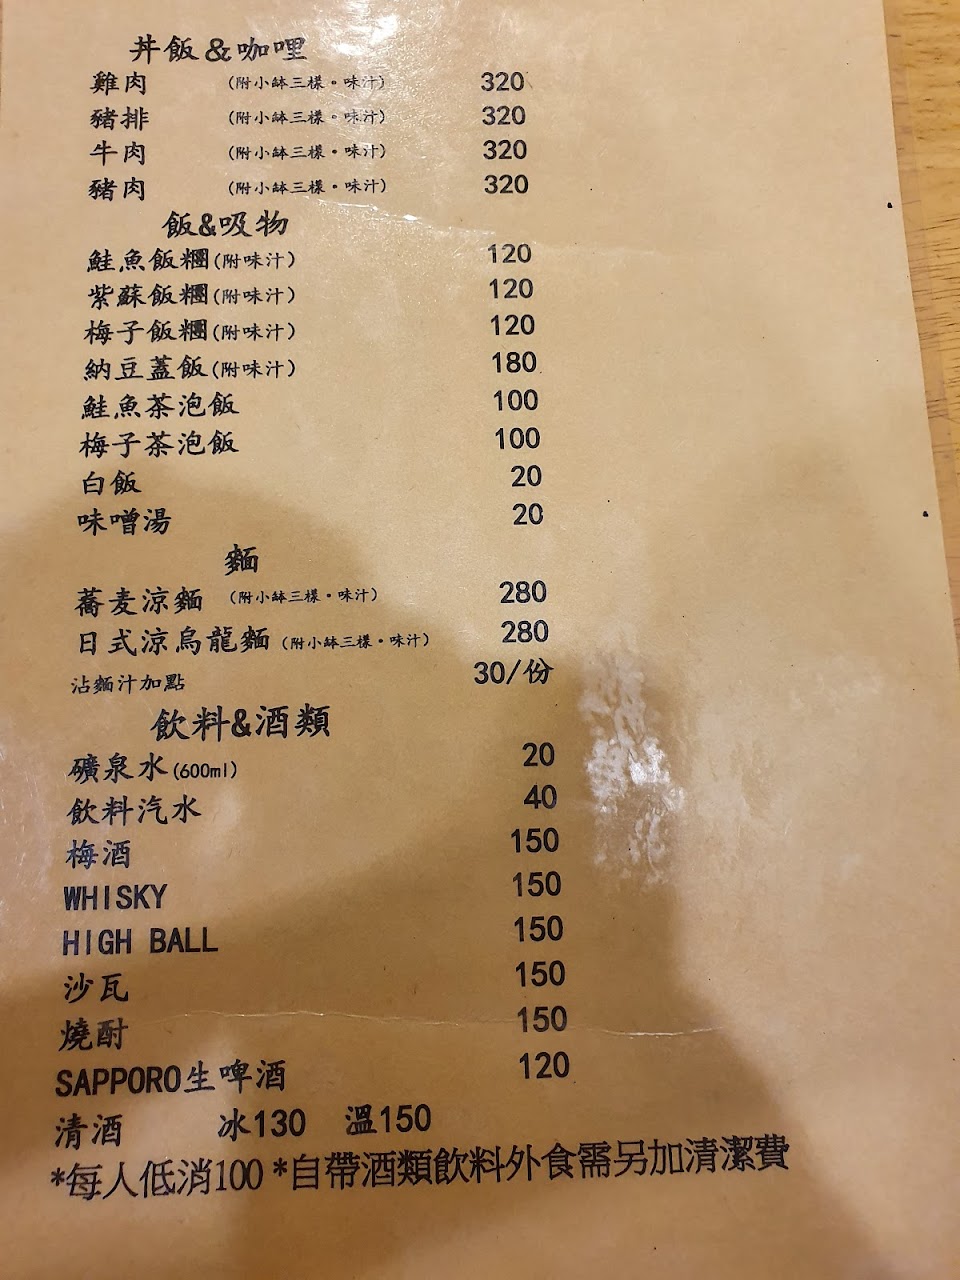 丼飯&咖哩
雞肉 (附小缽三樣・味汁) 320
豬排 (附小缽三樣・味汁) 320
牛肉 (附小缽三樣・味汁) 320
豬肉 (附小缽三樣・味汁) 320
飯&吸物
鮭魚飯糰(附味汁) 120
紫蘇飯糰(附味汁) 120
梅子飯糰(附味汁) 120
納豆蓋飯(附味汁) 180
鮭魚茶泡飯 100
梅子茶泡飯 100
白飯 20
味噌湯 20
麵
蕎麦涼麵 (附小缽三樣・味汁) 280
日式涼烏龍麵 (附小缽三樣・味汁) 280
沾麵汁加點 30/份
飲料&酒類
礦泉水(600ml) 20
飲料汽水 40
梅酒 150
WHISKY 150
HIGH BALL 150
沙瓦 150
燒酎 150
SAPPORO生啤酒 120
清酒 冰130 溫150
*每人低消100 *自帶酒類飲料外食需另加清潔費